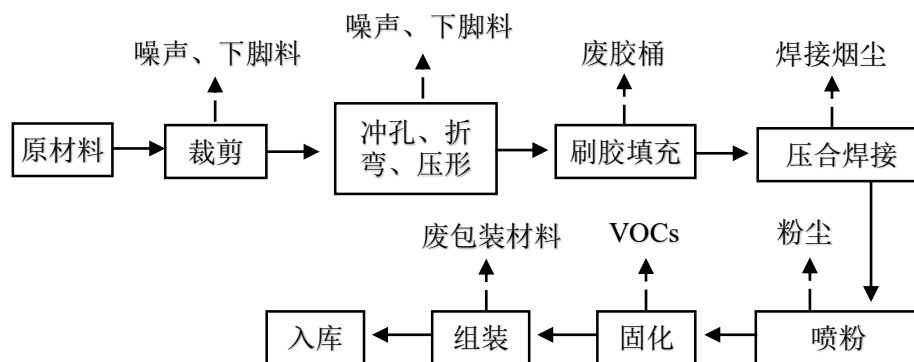 噪声、下脚料
噪声、下脚料
废胶桶
焊接烟尘
原材料
裁剪
冲孔、折
弯、压形
刷胶填充
压合焊接
废包装材料
VOCs
粉尘
入库
组装
固化
喷粉